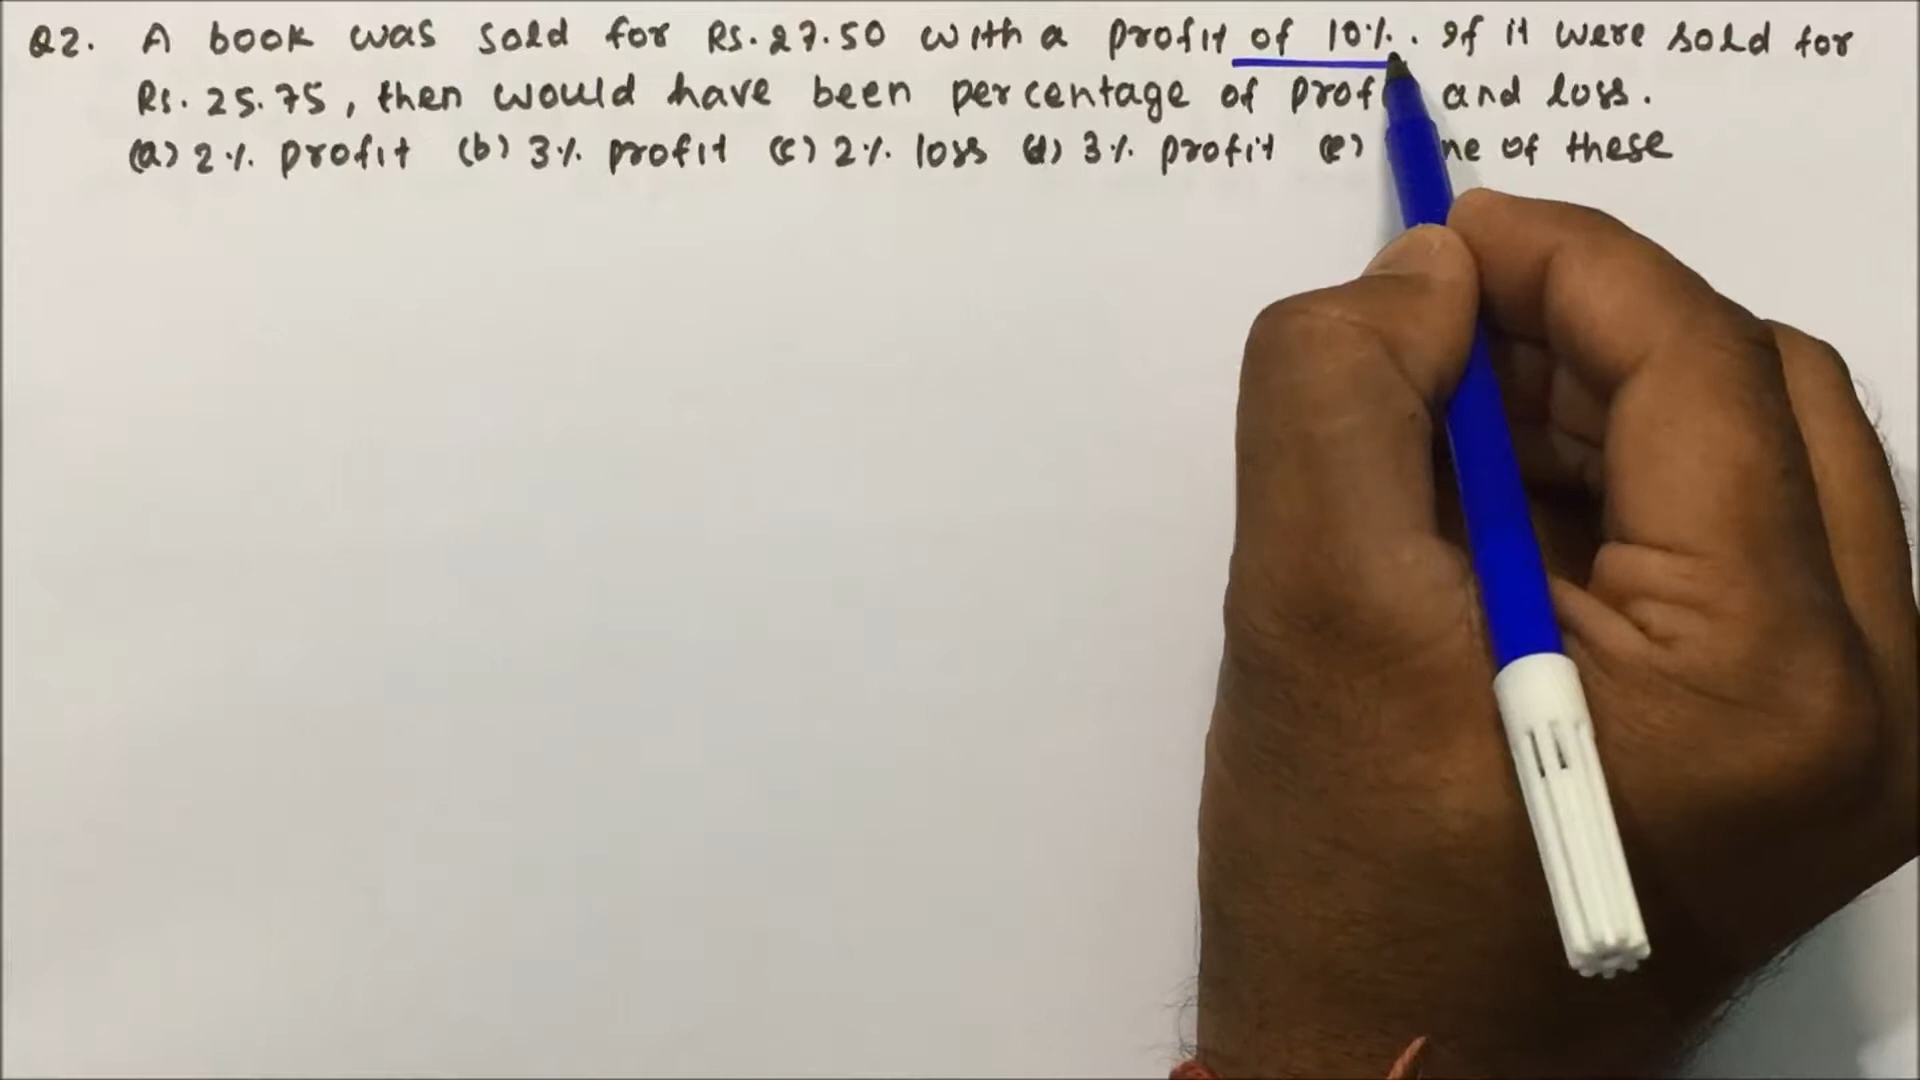 Q2. A book was sold for Rs. 27.50 with a profit of 10%. If it were sold for
Rs. 25.75, then would have been percentage of prof and loss.
(a) 2% profit (b) 3% profit (c) 2% loss (d) 3% profit (e) ne of these